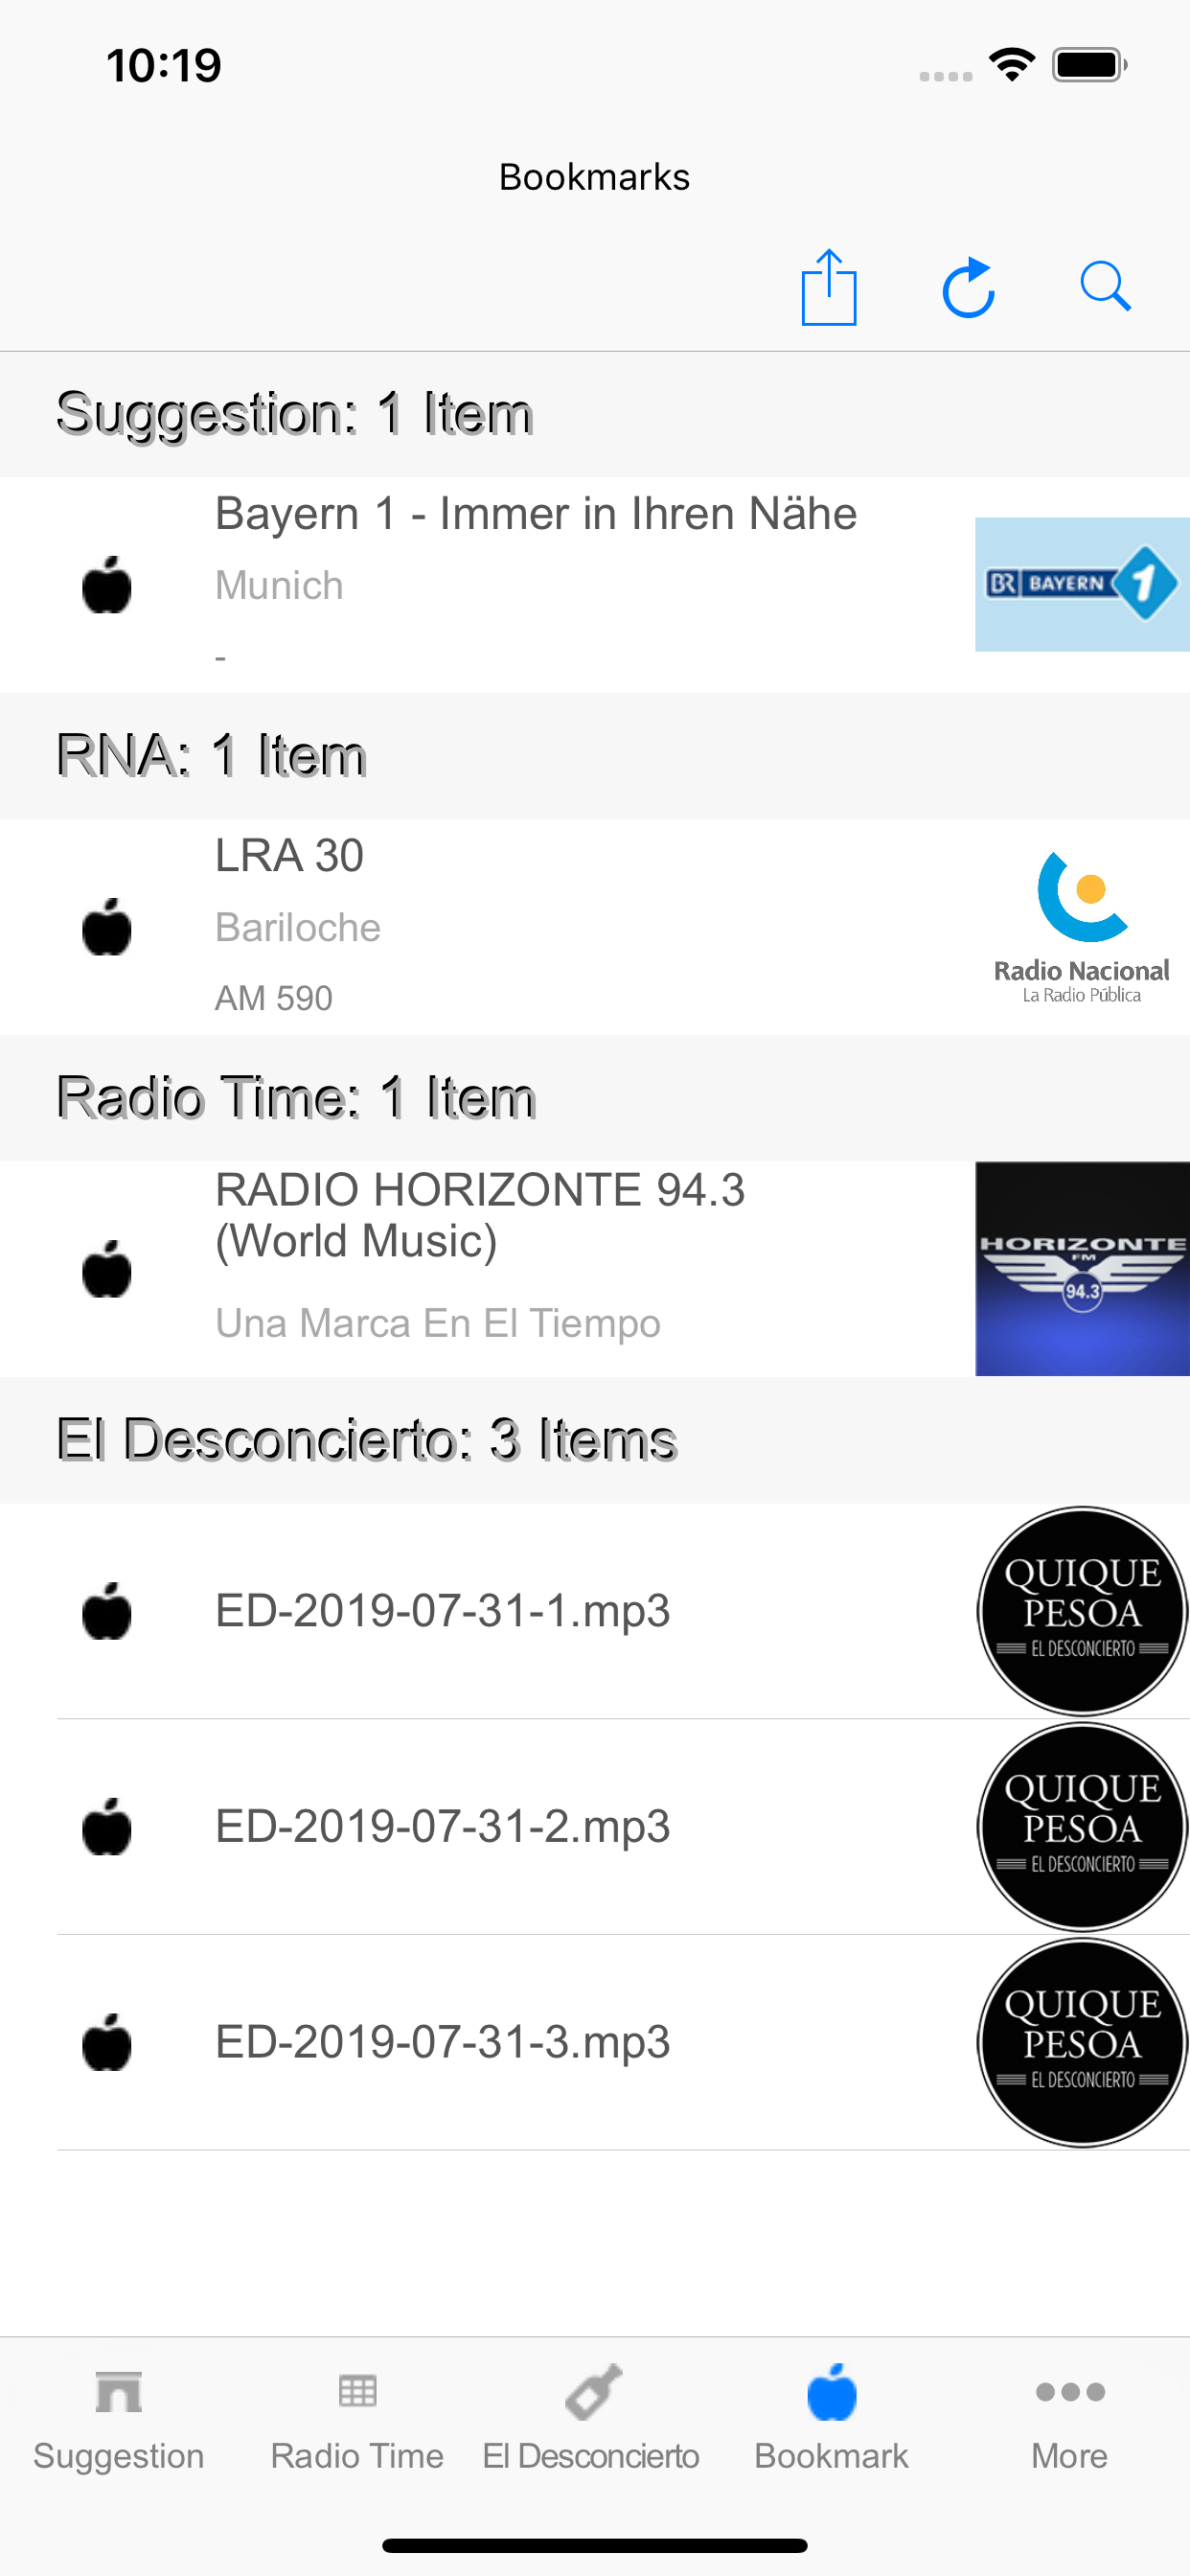 10:19
Bookmarks
Suggestion: 1 Item
Bayern 1 - Immer in Ihren Nähe
Munich
-
BR BAYERN 1
RNA: 1 Item
LRA 30
Bariloche
AM 590
Radio Nacional
La Radio Pública
Radio Time: 1 Item
RADIO HORIZONTE 94.3
(World Music)
Una Marca En El Tiempo
HORIZONTE
FM
94.3
El Desconcierto: 3 Items
ED-2019-07-31-1.mp3
QUIQUE
PESOA
EL DESCONCIERTO
ED-2019-07-31-2.mp3
QUIQUE
PESOA
EL DESCONCIERTO
ED-2019-07-31-3.mp3
QUIQUE
PESOA
EL DESCONCIERTO
Suggestion Radio Time El Desconcierto Bookmark More